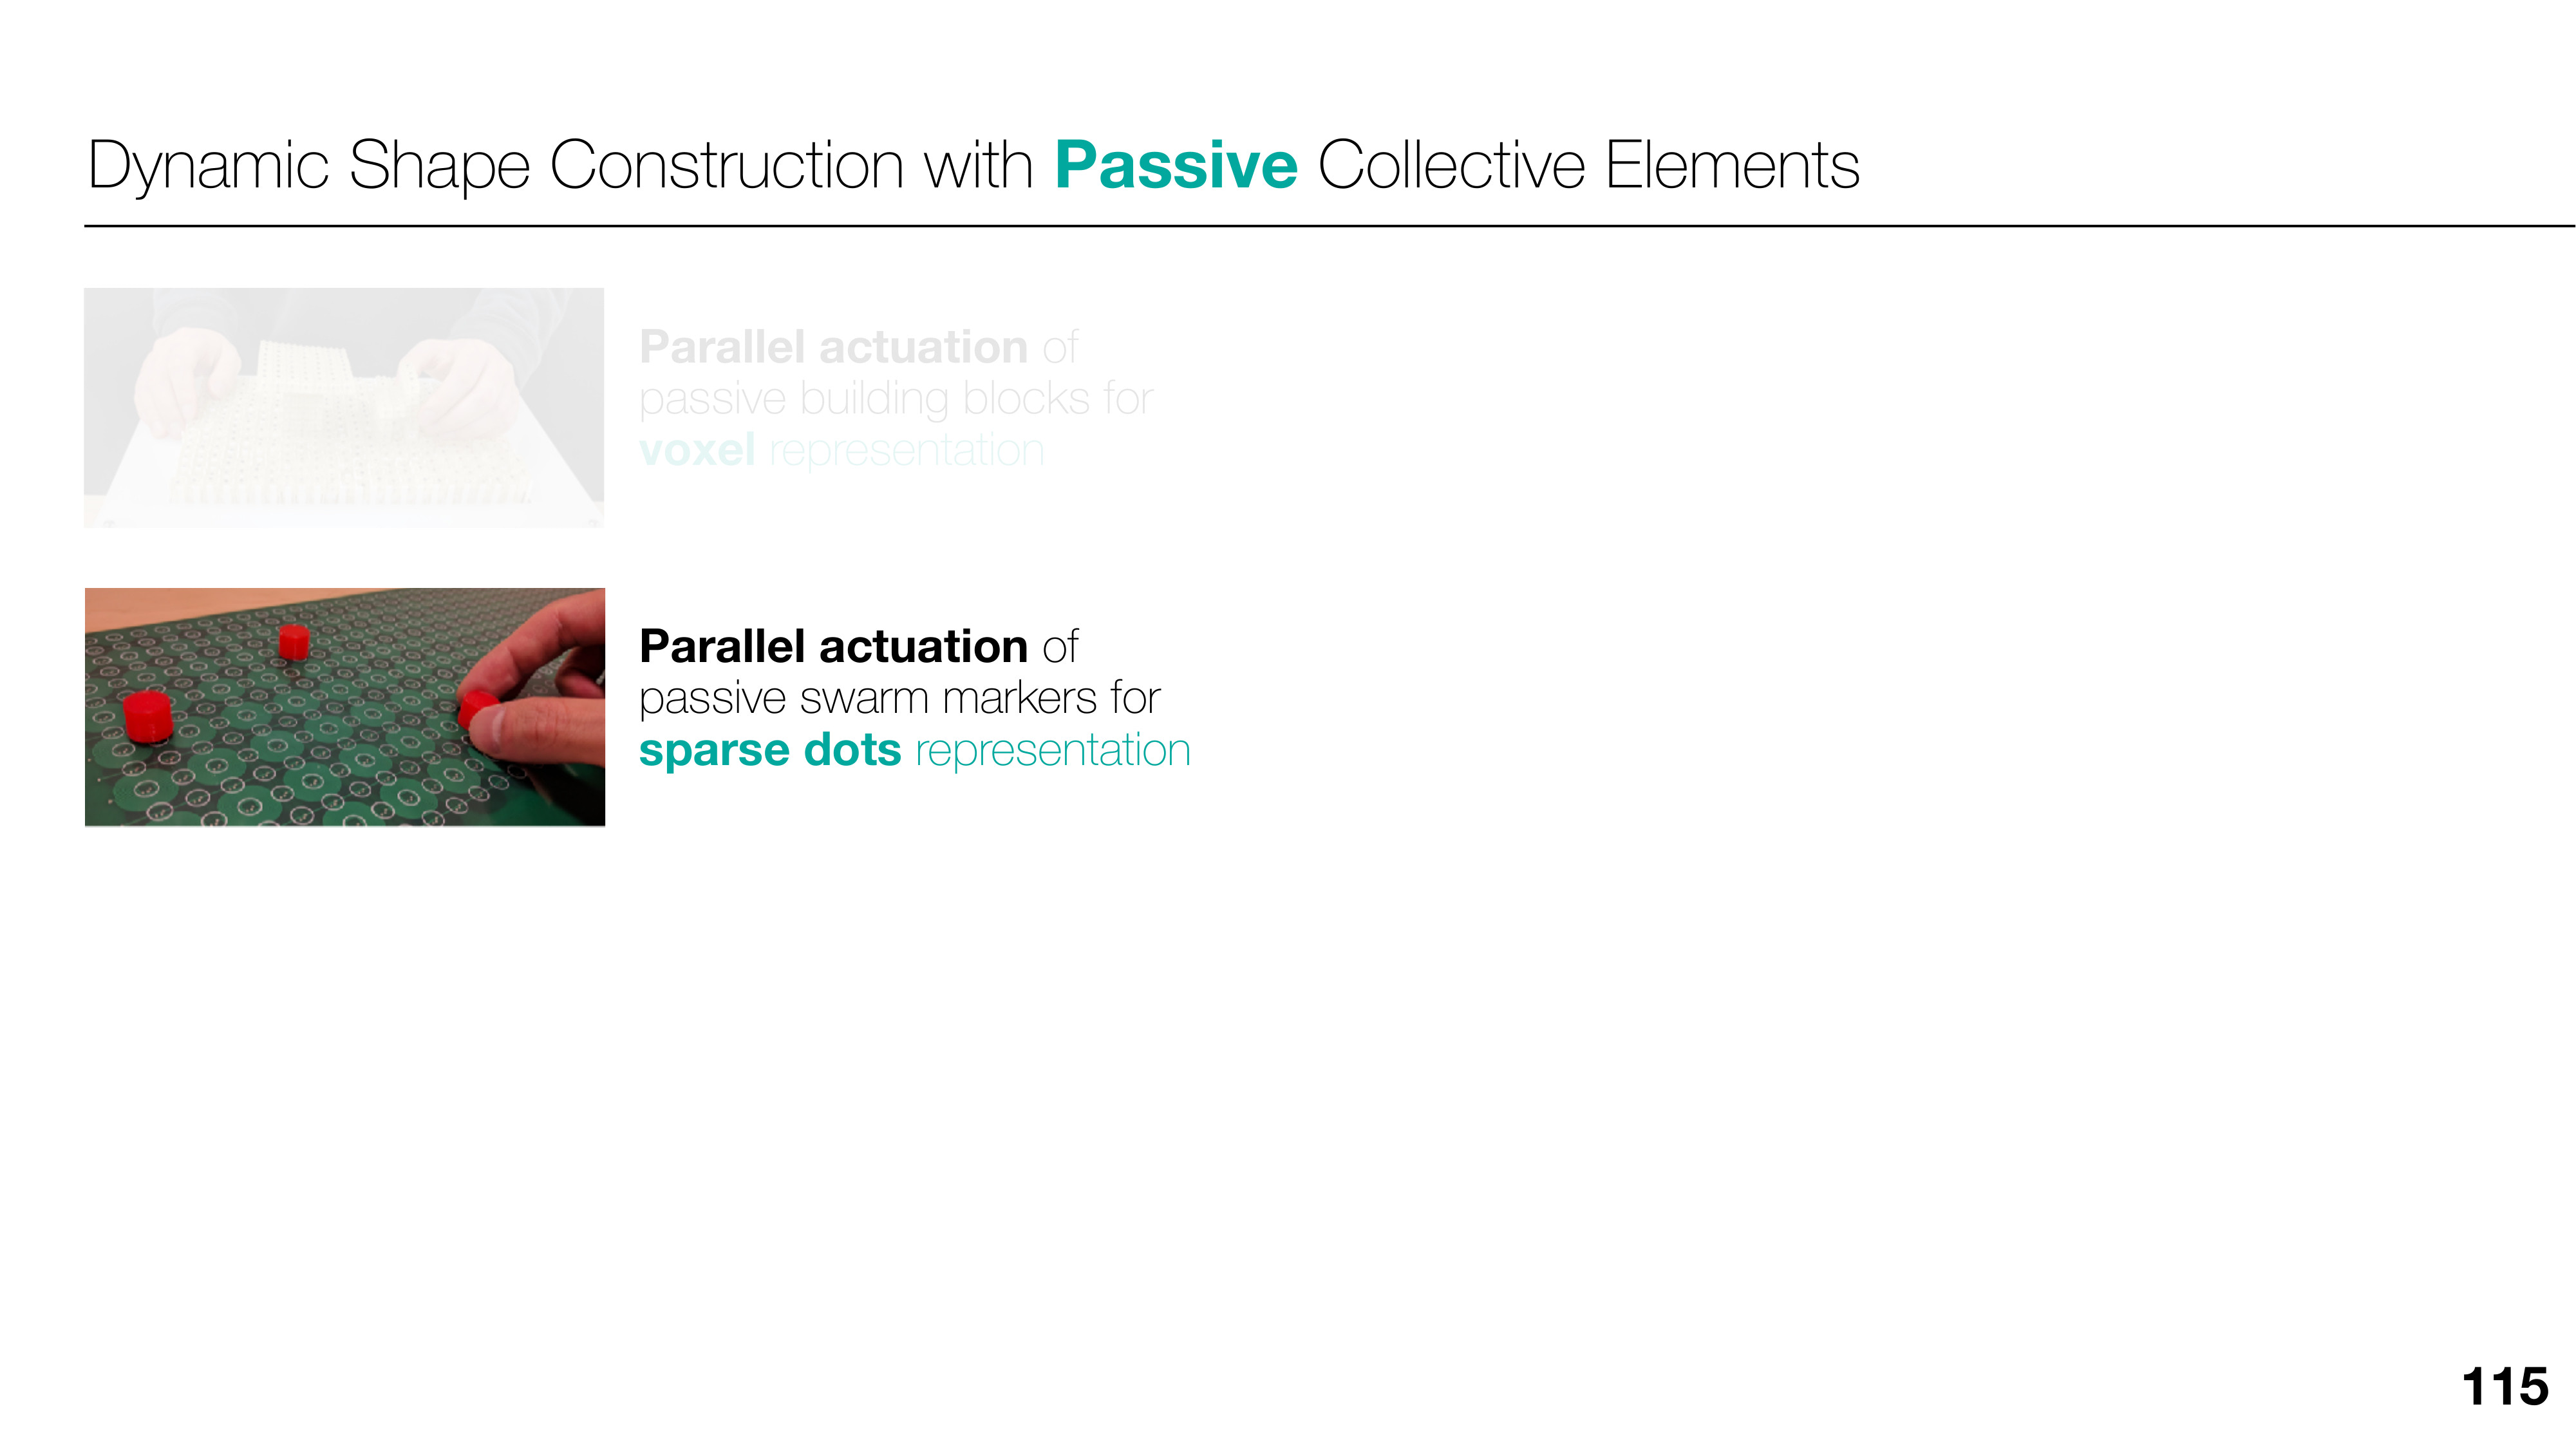 Dynamic Shape Construction with Passive Collective Elements
Parallel actuation of
passive building blocks for
voxel representation
Parallel actuation of
passive swarm markers for
sparse dots representation
115